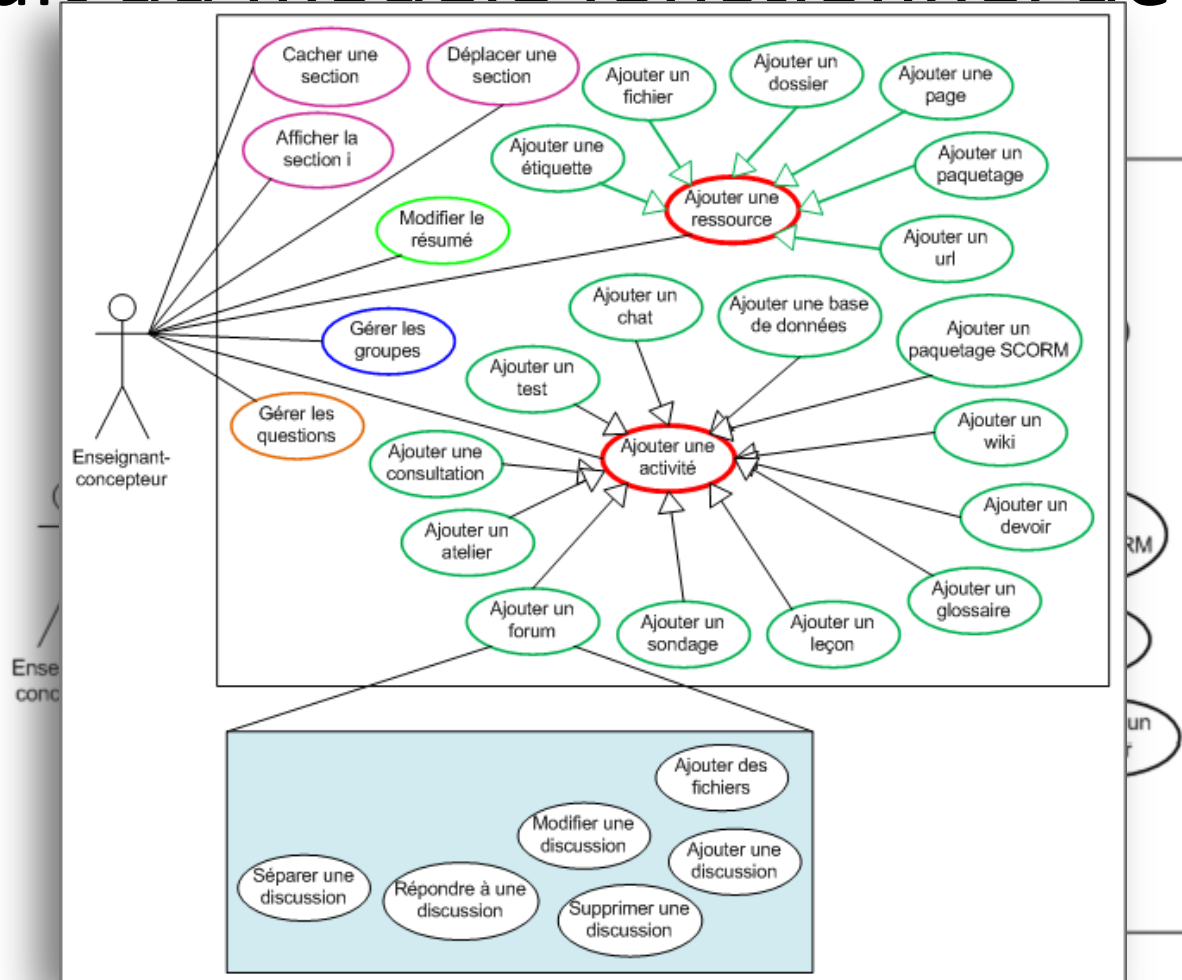 Cacher une
section
Déplacer une
section
Ajouter un
fichier
Ajouter un
dossier
Ajouter une
page
Afficher la
section i
Ajouter une
étiquette
Ajouter un
paquetage
Ajouter une
ressource
Modifier le
résumé
Ajouter un
url
Ajouter un
chat
Ajouter une base
de données
Ajouter un
paquetage SCORM
Gérer les
groupes
Ajouter un
test
Gérer les
questions
Ajouter un
wiki
Ajouter une
activité
Ajouter une
consultation
Enseignant-
concepteur
Ajouter un
devoir
Ajouter un
atelier
Ajouter un
glossaire
Ajouter un
forum
Ajouter un
sondage
Ajouter un
leçon
Ense
conc
RM
un
r
Ajouter des
fichiers
Modifier une
discussion
Ajouter une
discussion
Séparer une
discussion
Répondre à une
discussion
Supprimer une
discussion